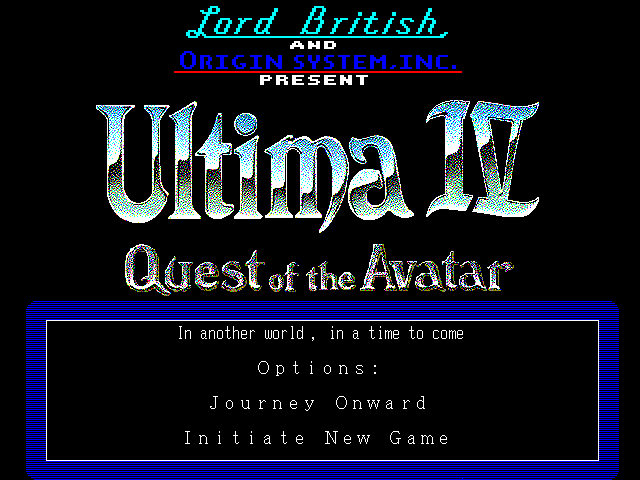 Lord British,
AND
ORIGIN SYSTEM,INC.
PRESENT
Ultima IV
Quest of the Avatar
In another world, in a time to come
Options:
Journey Onward
Initiate New Game